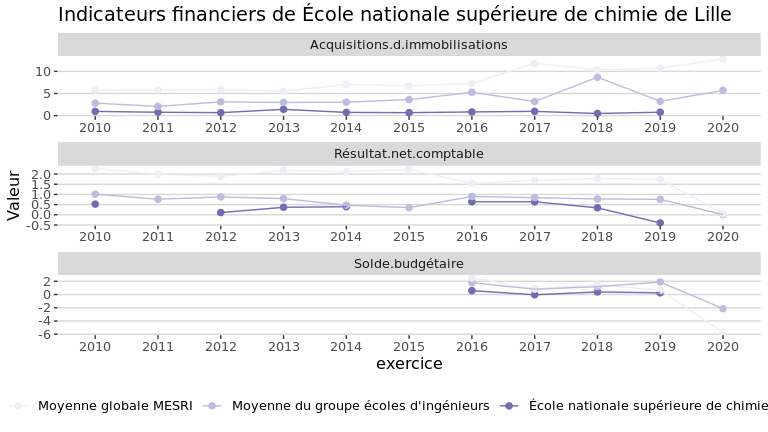 Indicateurs financiers de École nationale supérieure de chimie de Lille
Acquisitions.d.immobilisations
10
5
0
2010 2011 2012 2013 2014 2015 2016 2017 2018 2019 2020
Résultat.net.comptable
2.0
1.5
1.0
0.5
0.0
-0.5
2010 2011 2012 2013 2014 2015 2016 2017 2018 2019 2020
Solde.budgétaire
2
0
-2
-4
-6
2010 2011 2012 2013 2014 2015 2016 2017 2018 2019 2020
Valeur
exercice
Moyenne globale MESRI Moyenne du groupe écoles d'ingénieurs École nationale supérieure de chimie